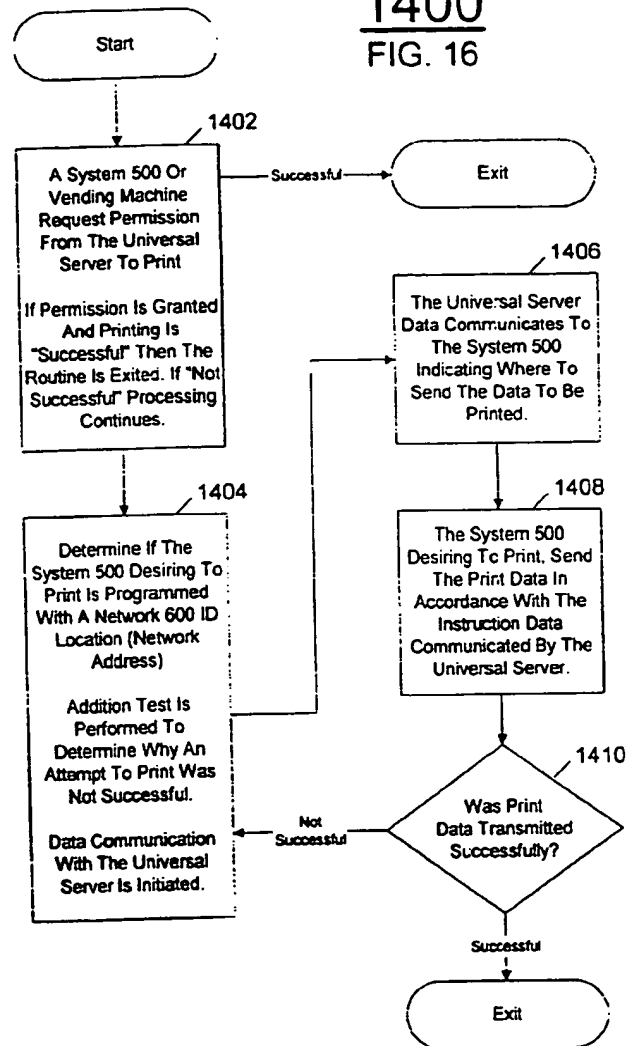 1400
FIG. 16
Start
1402
A System 500 Or
Vending Machine
Request Permission
From The Universal
Server To Print
If Permission Is Granted
And Printing Is
"Successful" Then The
Routine Is Exited. If "Not
Successful" Processing
Continues.
Successful
Exit
1404
Determine If The
System 500 Desiring To
Print Is Programmed
With A Network 600 ID
Location (Network
Address)
Addition Test Is
Performed To
Determine Why An
Attempt To Print Was
Not Successful.
Data Communication
With The Universal
Server Is Initiated.
1406
The Universal Server
Data Communicates To
The System 500
Indicating Where To
Send The Data To Be
Printed.
1408
The System 500
Desiring To Print, Send
The Print Data In
Accordance With The
Instruction Data
Communicated By The
Universal Server.
1410
Was Print
Data Transmitted
Successfully?
Not
Successful
Successful
Exit